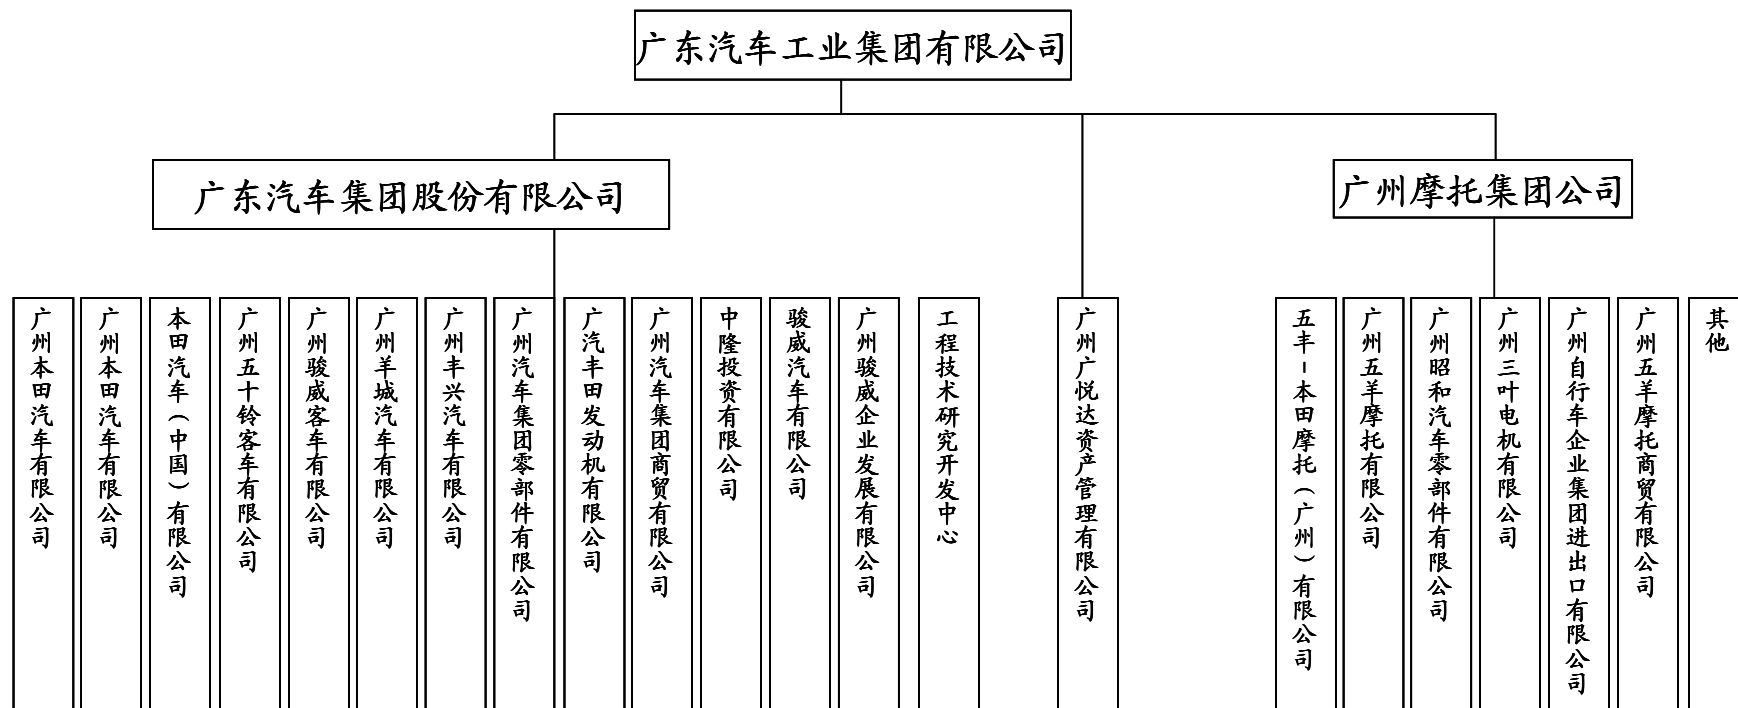 广东汽车工业集团有限公司
广东汽车集团股份有限公司
广州摩托集团公司
广州本田汽车有限公司
广州本田汽车有限公司
本田汽车（中国）有限公司
广州五十铃客车有限公司
广州骏威客车有限公司
广州羊城汽车有限公司
广州丰兴汽车有限公司
广州汽车集团零部件有限公司
广汽丰田发动机有限公司
广州汽车集团商贸有限公司
中隆投资有限公司
骏威汽车有限公司
广州骏威企业发展有限公司
工程技术研究开发中心
广州广悦达资产管理有限公司
五丰-本田摩托（广州）有限公司
广州五羊摩托有限公司
广州昭和汽车零部件有限公司
广州三叶电机有限公司
广州自行车企业集团进出口有限公司
广州五羊摩托商贸有限公司
其他